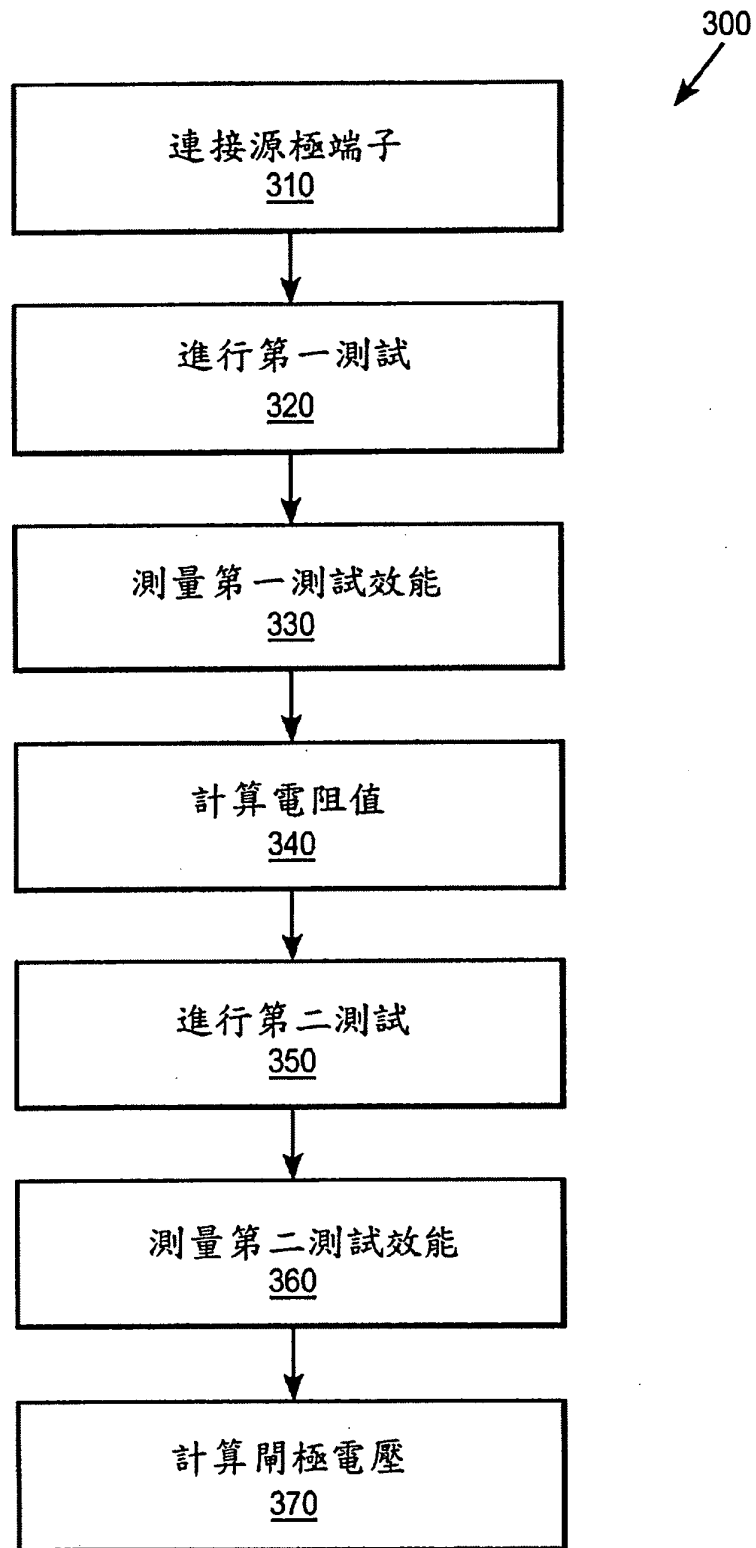 300
連接源極端子
310
進行第一測試
320
測量第一測試效能
330
計算電阻值
340
進行第二測試
350
測量第二測試效能
360
計算閘極電壓
370